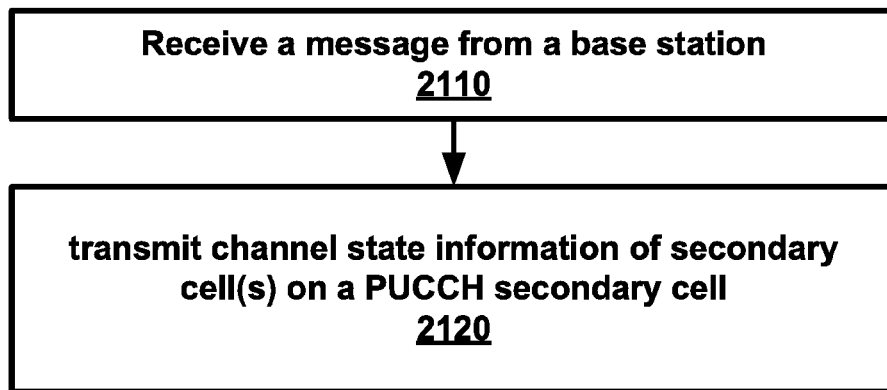 Receive a message from a base station
2110
transmit channel state information of secondary
cell(s) on a PUCCH secondary cell
2120